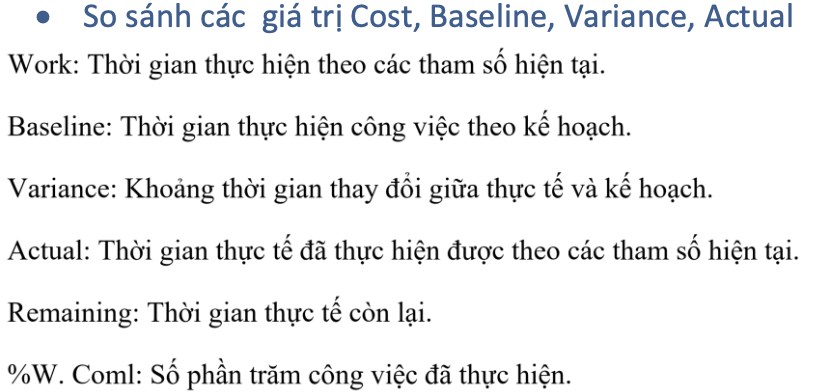 • So sánh các giá trị Cost, Baseline, Variance, Actual
Work: Thời gian thực hiện theo các tham số hiện tại.
Baseline: Thời gian thực hiện công việc theo kế hoạch.
Variance: Khoảng thời gian thay đổi giữa thực tế và kế hoạch.
Actual: Thời gian thực tế đã thực hiện được theo các tham số hiện tại.
Remaining: Thời gian thực tế còn lại.
%W. Coml: Số phần trăm công việc đã thực hiện.